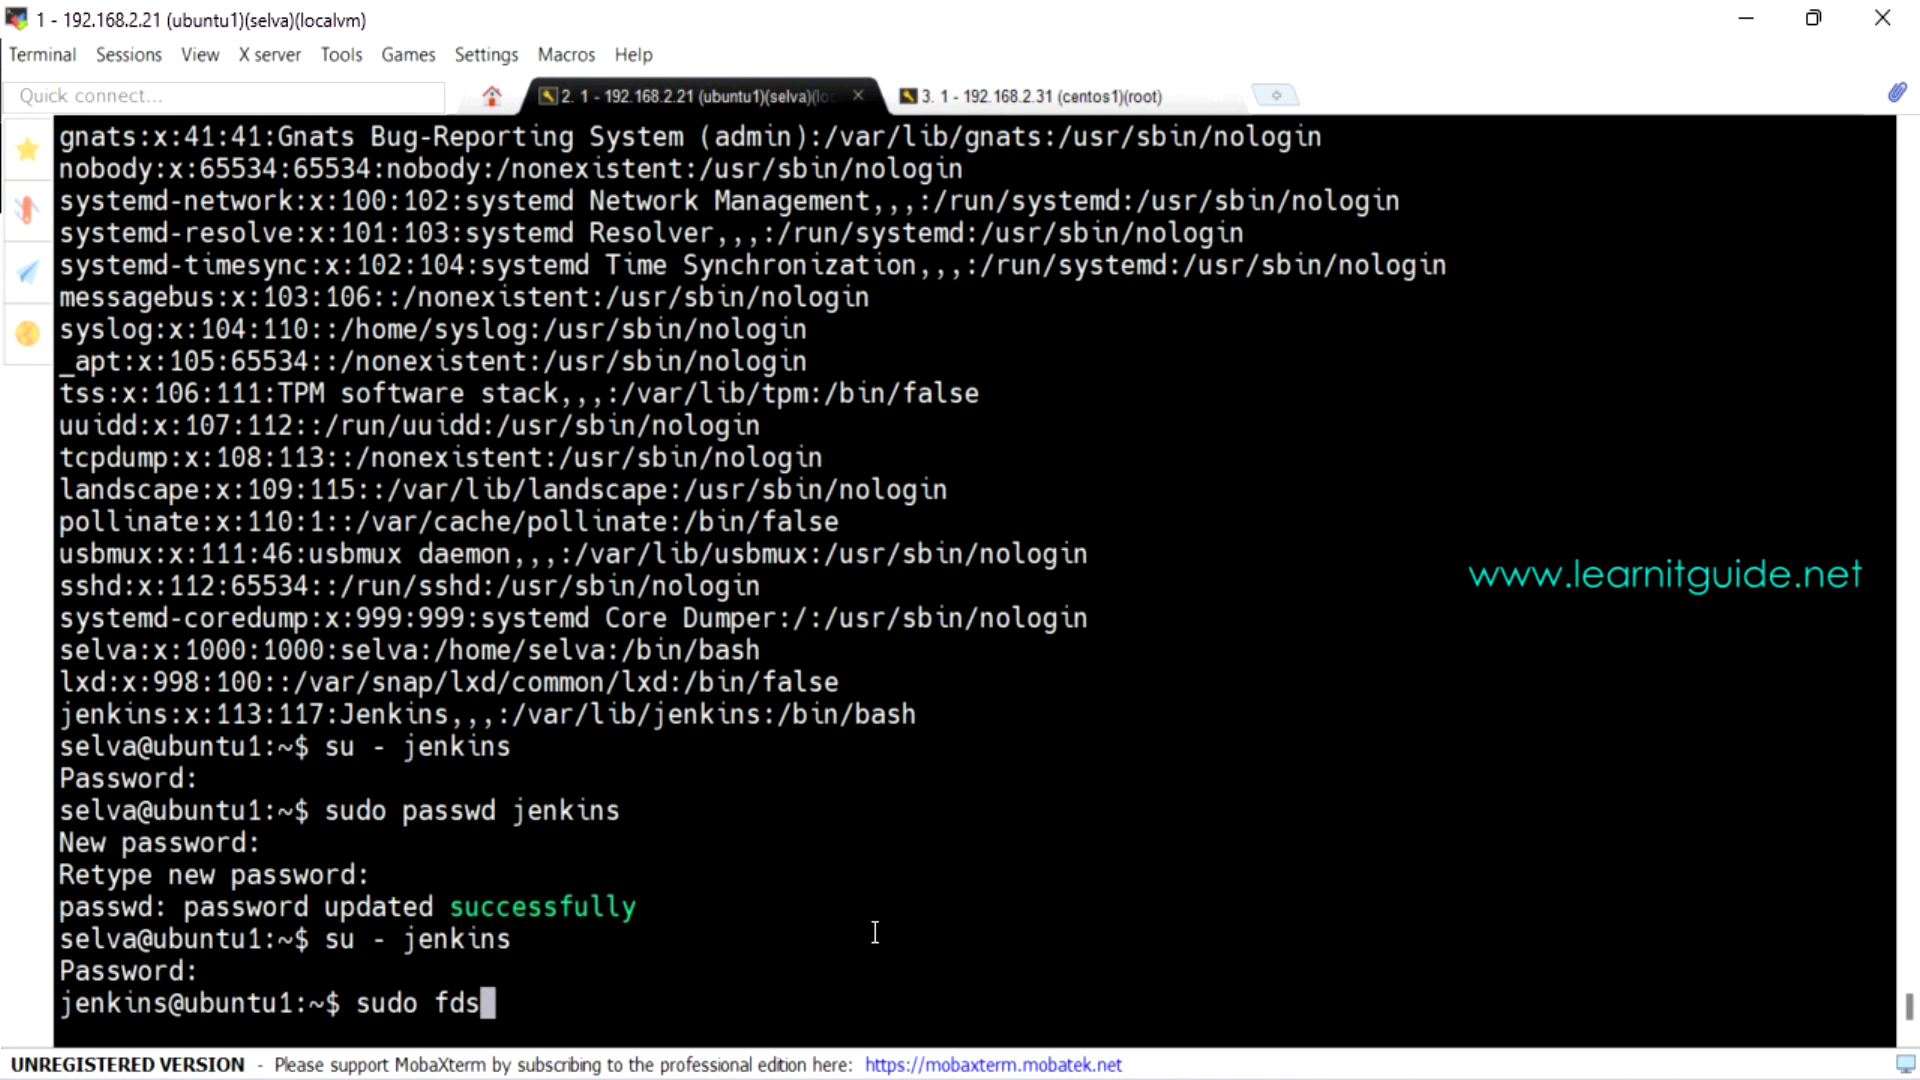 1 - 192.168.2.21 (ubuntu1)(selva)(localvm)
Terminal Sessions View X server Tools Games Settings Macros Help
Quick connect...
2. 1 - 192.168.2.21 (ubuntu1)(selva)(lo
3. 1 - 192.168.2.31 (centos1)(root)
gnats:x:41:41:Gnats Bug-Reporting System (admin):/var/lib/gnats:/usr/sbin/nologin
nobody:x:65534:65534:nobody:/nonexistent:/usr/sbin/nologin
systemd-network:x:100:102:systemd Network Management,,,:/run/systemd:/usr/sbin/nologin
systemd-resolve:x:101:103:systemd Resolver,,,:/run/systemd:/usr/sbin/nologin
systemd-timesync:x:102:104:systemd Time Synchronization,,,:/run/systemd:/usr/sbin/nologin
messagebus:x:103:106::/nonexistent:/usr/sbin/nologin
syslog:x:104:110::/home/syslog:/usr/sbin/nologin
_apt:x:105:65534::/nonexistent:/usr/sbin/nologin
tss:x:106:111:TPM software stack,,,:/var/lib/tpm:/bin/false
uuidd:x:107:112::/run/uuidd:/usr/sbin/nologin
tcpdump:x:108:113::/nonexistent:/usr/sbin/nologin
landscape:x:109:115::/var/lib/landscape:/usr/sbin/nologin
pollinate:x:110:1::/var/cache/pollinate:/bin/false
usbmux:x:111:46:usbmux daemon,,,:/var/lib/usbmux:/usr/sbin/nologin
www.learnitguide.net
sshd:x:112:65534::/run/sshd:/usr/sbin/nologin
systemd-coredump:x:999:999:systemd Core Dumper:/:/usr/sbin/nologin
selva:x:1000:1000:selva:/home/selva:/bin/bash
lxd:x:998:100::/var/snap/lxd/common/lxd:/bin/false
jenkins:x:113:117:Jenkins,,,:/var/lib/jenkins:/bin/bash
selva@ubuntu1:~$ su - jenkins
Password:
selva@ubuntu1:~$ sudo passwd jenkins
New password:
Retype new password:
passwd: password updated successfully
selva@ubuntu1:~$ su - jenkins
Password:
jenkins@ubuntu1:~$ sudo fds
UNREGISTERED VERSION - Please support MobaXterm by subscribing to the professional edition here: https://mobaxterm.mobatek.net